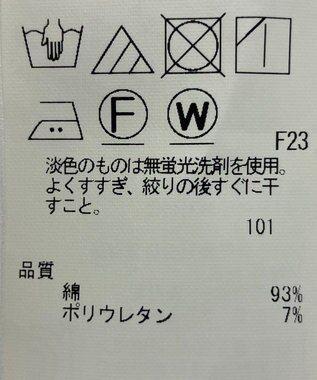 F W
F23
淡色のものは無蛍光洗剤を使用。
よくすすぎ、絞りの後すぐに干
すこと。
101
品質
綿 93%
ポリウレタン 7%